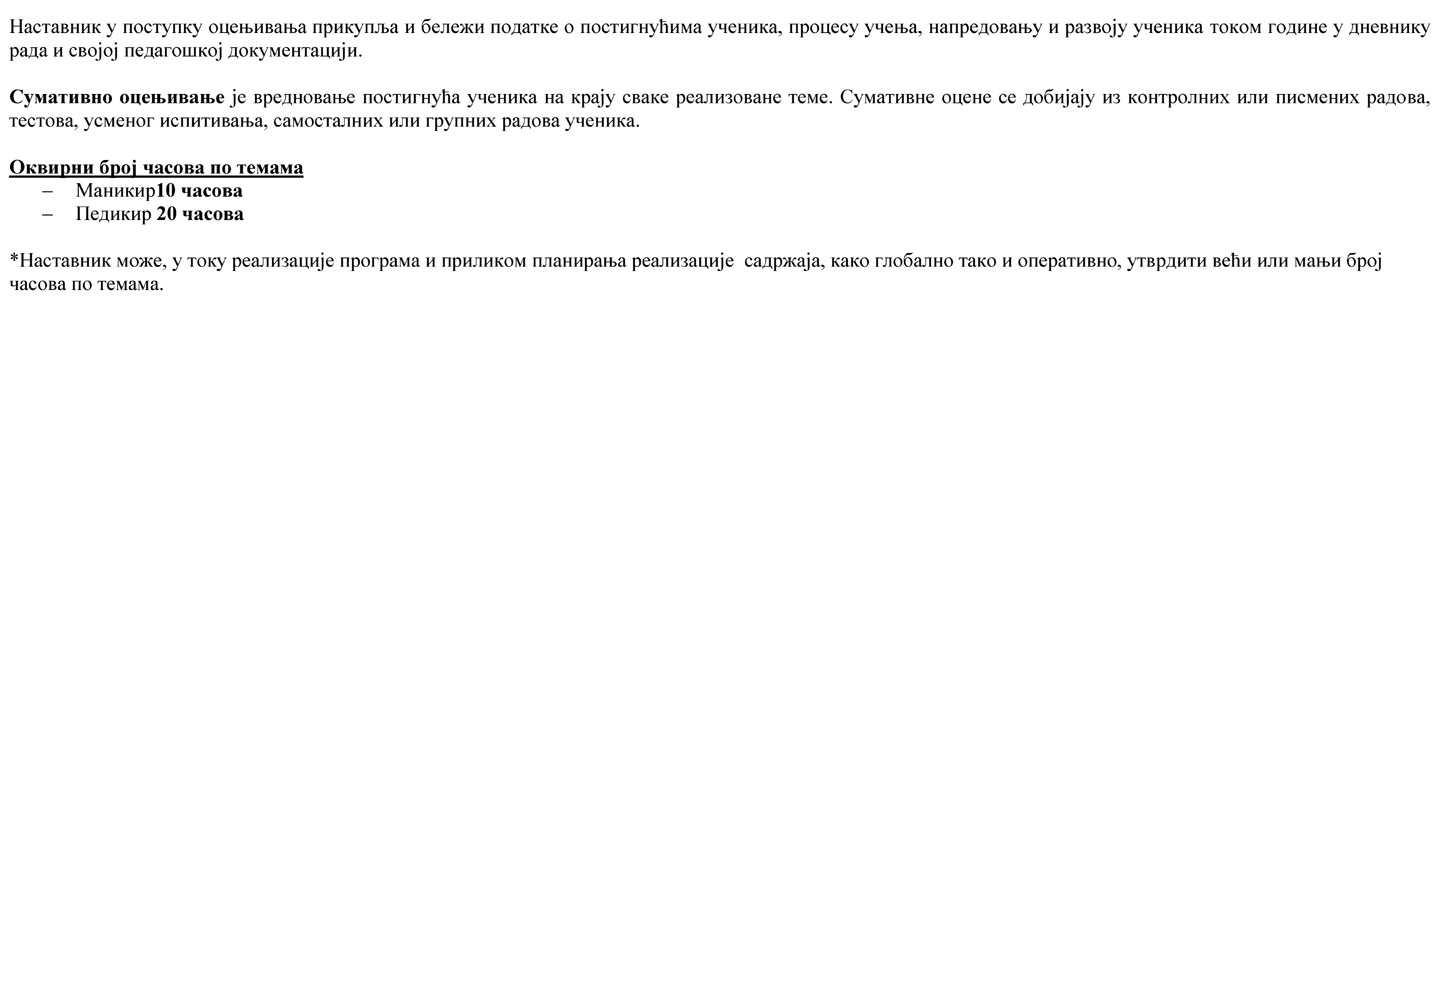 Наставник у поступку оцењивања прикупља и бележи податке о постигнућима ученика, процесу учења, напредовању и развоју ученика током године у дневнику
рада и својој педагошкој документацији.
Сумативно оцењивање је вредновање постигнућа ученика на крају сваке реализоване теме. Сумативне оцене се добијају из контролних или писмених радова,
тестова, усменог испитивања, самосталних или групних радова ученика.
Оквирни број часова по темама
– Маникир10 часова
– Педикир 20 часова
*Наставник може, у току реализације програма и приликом планирања реализације  садржаја, како глобално тако и оперативно, утврдити већи или мањи број
часова по темама.